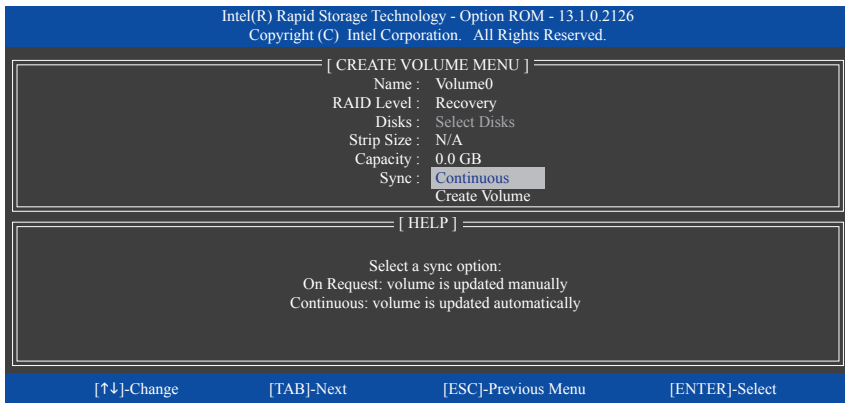 Intel(R) Rapid Storage Technology - Option ROM - 13.1.0.2126
Copyright (C) Intel Corporation. All Rights Reserved.
[ CREATE VOLUME MENU ]
Name : Volume0
RAID Level : Recovery
Disks : Select Disks
Strip Size : N/A
Capacity : 0.0 GB
Sync : Continuous
Create Volume
[ HELP ]
Select a sync option:
On Request: volume is updated manually
Continuous: volume is updated automatically
[↑↓]-Change [TAB]-Next [ESC]-Previous Menu [ENTER]-Select